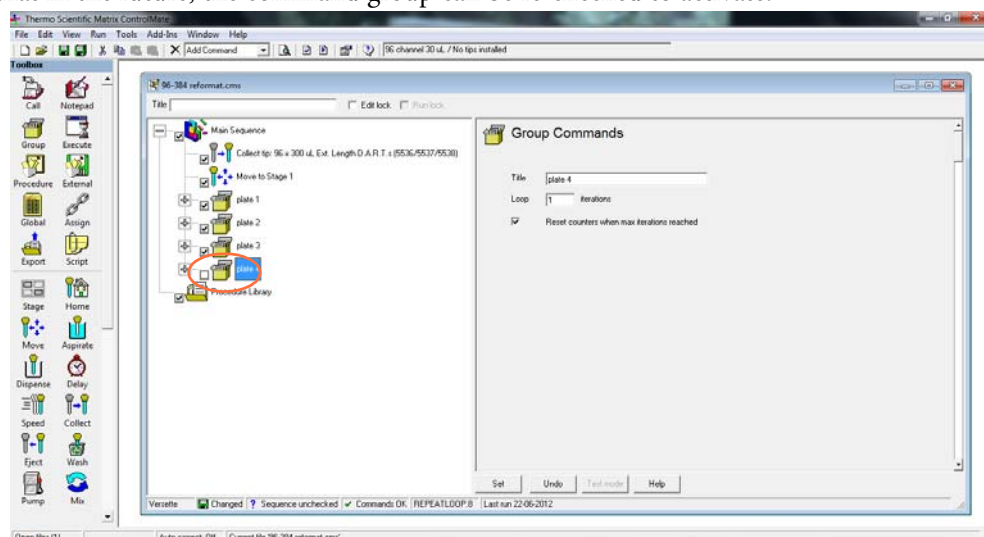 Thermo Scientific Matrix ControlMate
File Edit View Run Tools Add-Ins Window Help
Add Command
96 channel 30 uL / No tips installed
Toolbox
Call Notepad
Group Execute
Procedure External
Global Assign
Export Script
Stage Home
Move Aspirate
Dispense Delay
Speed Collect
Eject Wash
Pump Mix
96-384 reformat.cms
Title
Edit lock Run lock
Main Sequence
Collect tip: 96 x 300 uL, Ext. Length D.A.R.T.s (5536/5537/5538)
Move to Stage 1
plate 1
plate 2
plate 3
plate 4
Procedure Library
Group Commands
Title plate 4
Loop 1 iterations
Reset counters when max iterations reached
Set Undo Test mode Help
Versette Changed ? Sequence unchecked Commands OK REPEATLOOP:8 Last run 22-06-2012